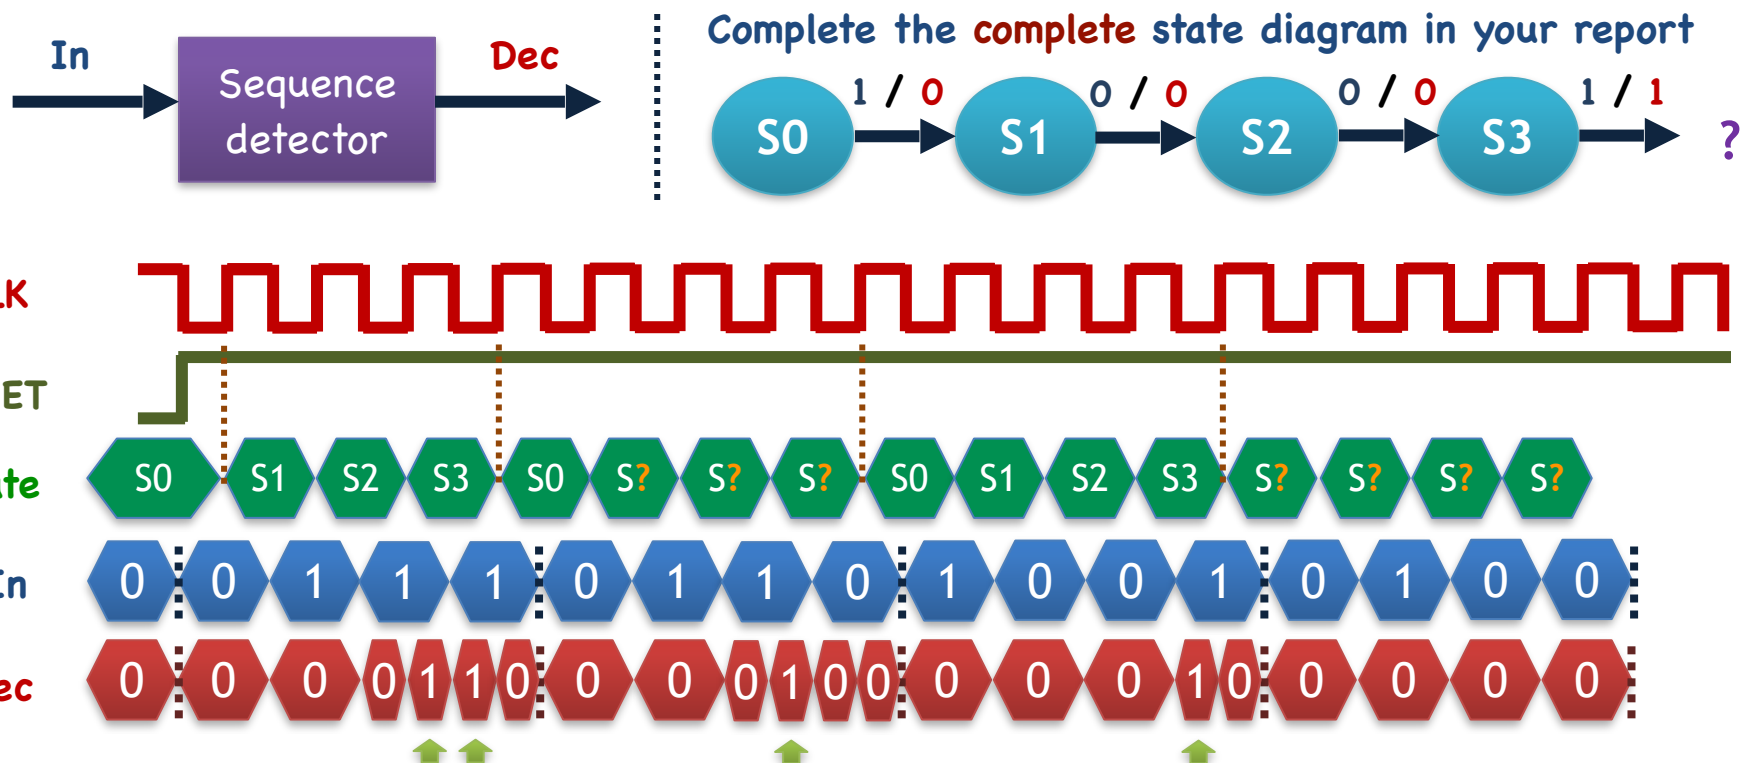 Complete the complete state diagram in your report
In
Sequence
detector
Dec
1 / 0
0 / 0
0 / 0
1 / 1
S0
S1
S2
S3
?
LK
ET
ate
S0 S1 S2 S3 S0 S? S? S? S0 S1 S2 S3 S? S? S? S?
In
0 0 1 1 1 0 1 1 0 1 0 0 1 0 1 0 0
ec
0 0 0 0 1 1 0 0 0 0 1 0 0 0 0 0 1 0 0 0 0 0